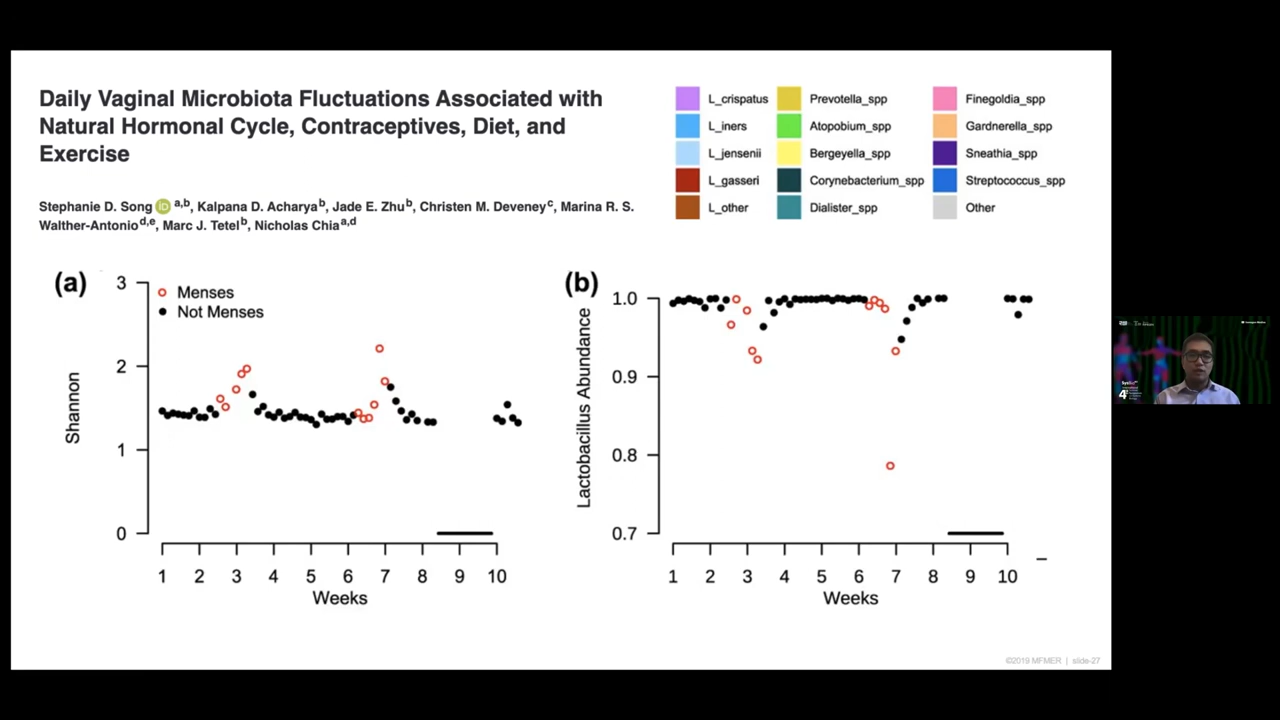 Daily Vaginal Microbiota Fluctuations Associated with
Natural Hormonal Cycle, Contraceptives, Diet, and
Exercise
Stephanie D. Song iD a,b, Kalpana D. Acharya b, Jade E. Zhu b, Christen M. Deveney c, Marina R. S.
Walther-Antonio d,e, Marc J. Tetel b, Nicholas Chia a,d
L_crispatus Prevotella_spp Finegoldia_spp
L_iners Atopobium_spp Gardnerella_spp
L_jensenii Bergeyella_spp Sneathia_spp
L_gasseri Corynebacterium_spp Streptococcus_spp
L_other Dialister_spp Other
(a)
Menses
Not Menses
Shannon
3
2
1
0
1 2 3 4 5 6 7 8 9 10
Weeks
(b)
Lactobacillus Abundance
1.0
0.9
0.8
0.7
1 2 3 4 5 6 7 8 9 10
Weeks
©2019 MFMER | slide-27